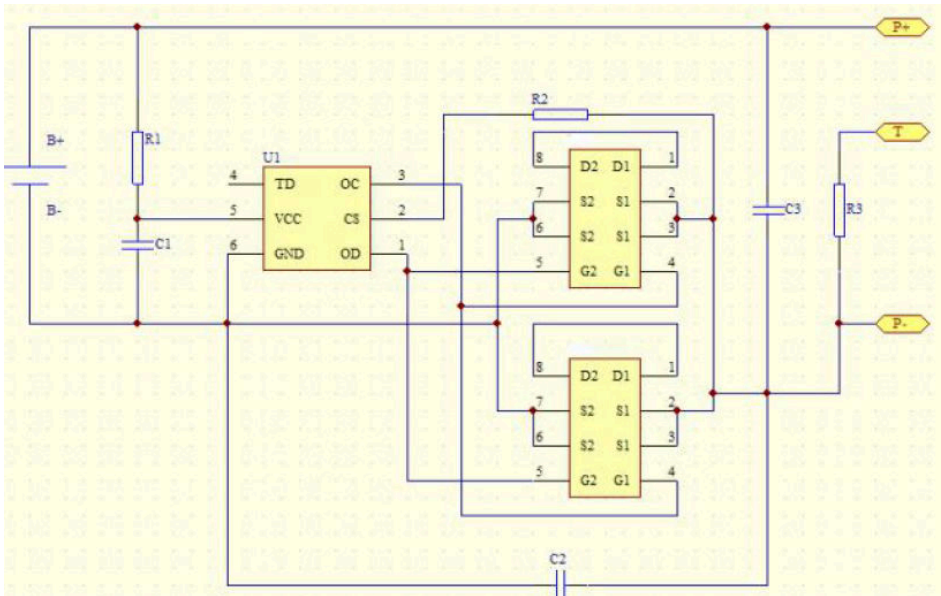 P+
R2
T
B+
R1
U1
8 D2 D1 1
4 TD OC 3
7 S2 S1 2
B-
5 VCC CS 2
6 S2 S1 3
C3
R3
C1
6 GND OD 1
5 G2 G1 4
P-
8 D2 D1 1
7 S2 S1 2
6 S2 S1 3
5 G2 G1 4
C2